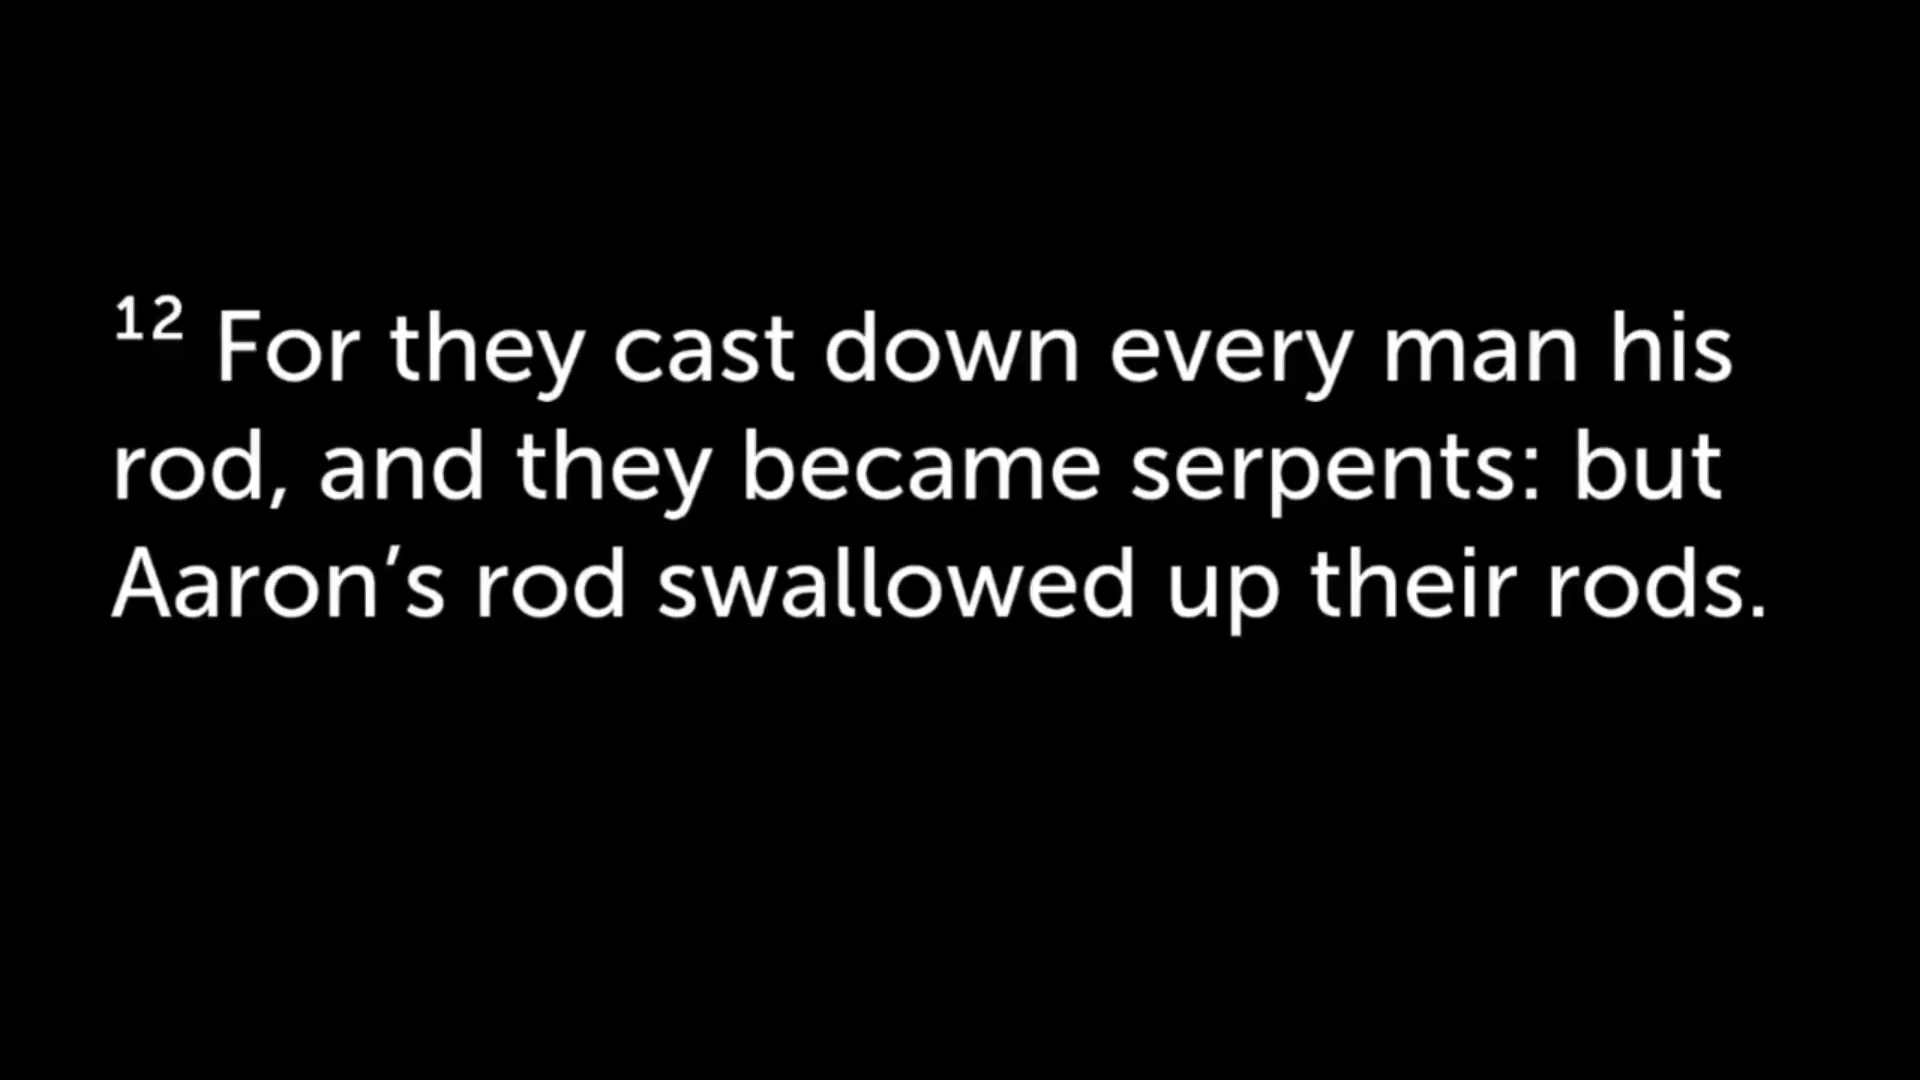 12 For they cast down every man his
rod, and they became serpents: but
Aaron’s rod swallowed up their rods.